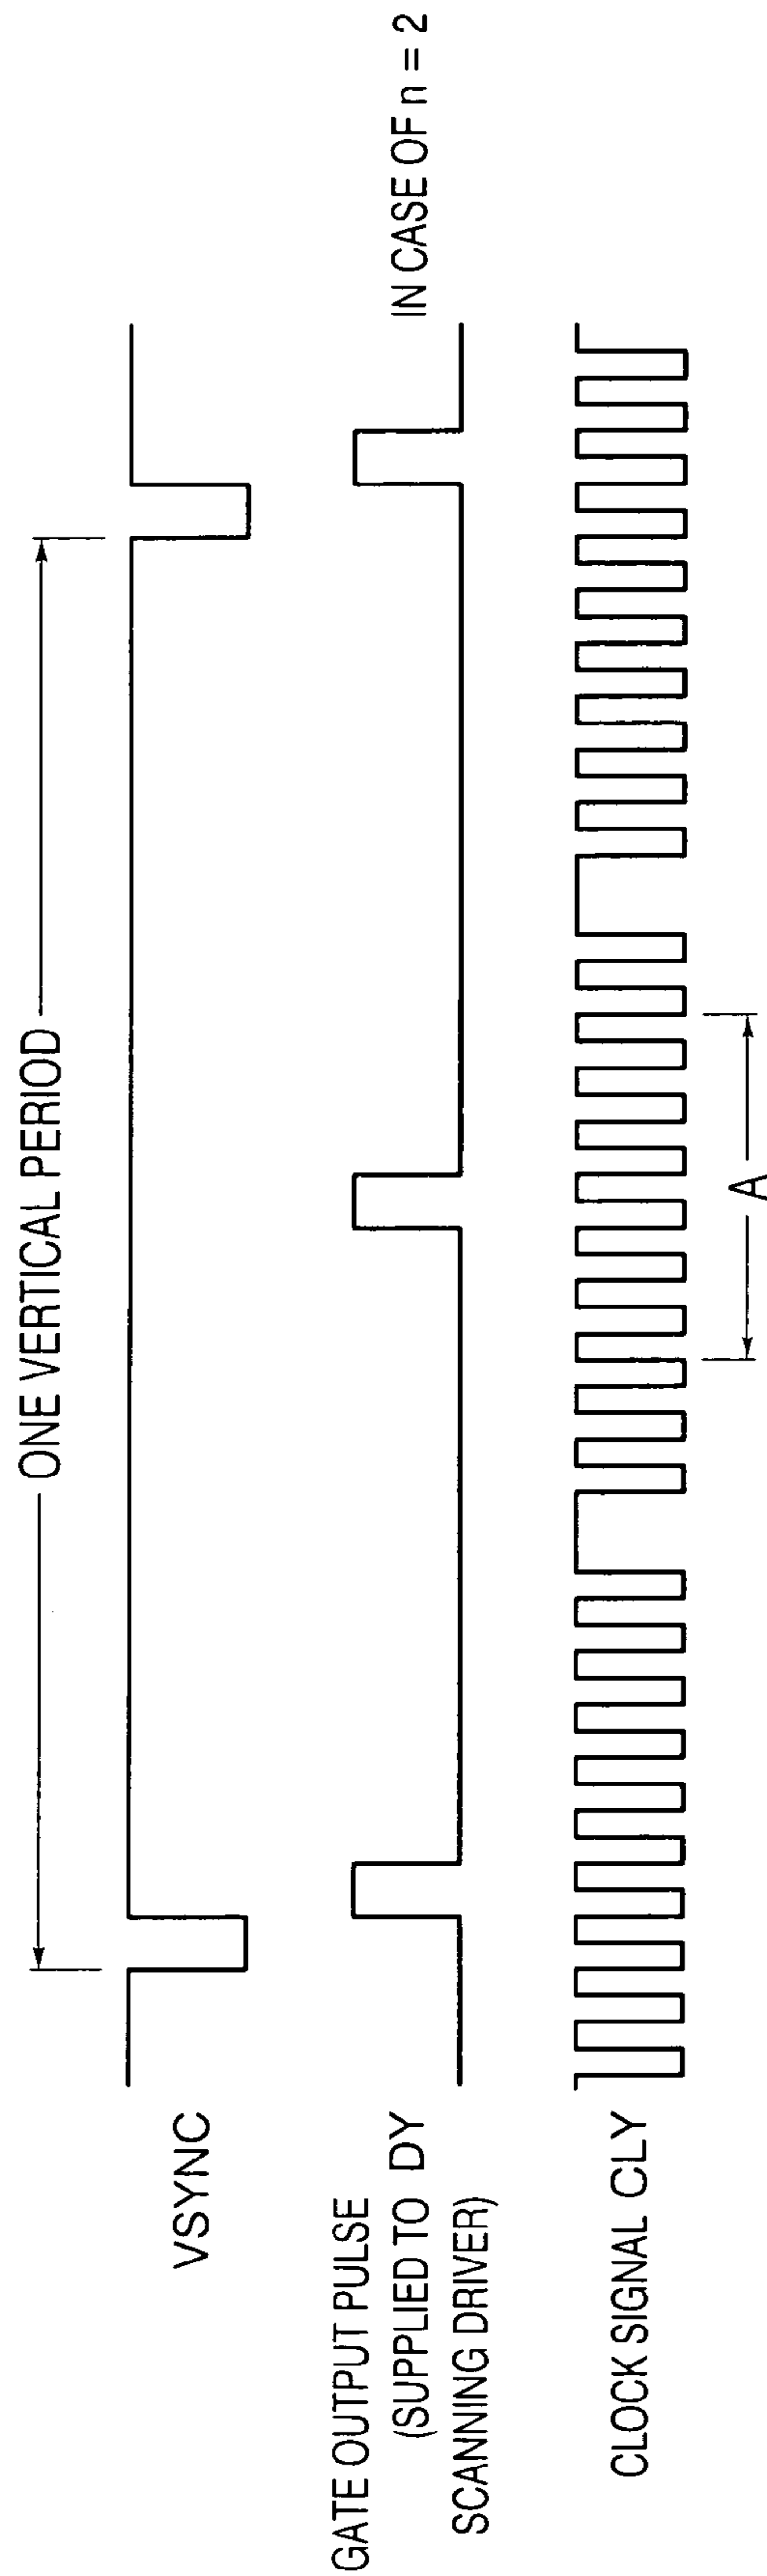 ONE VERTICAL PERIOD
VSYNC
GATE OUTPUT PULSE
(SUPPLIED TO DY
SCANNING DRIVER)
IN CASE OF n = 2
CLOCK SIGNAL CLY
A